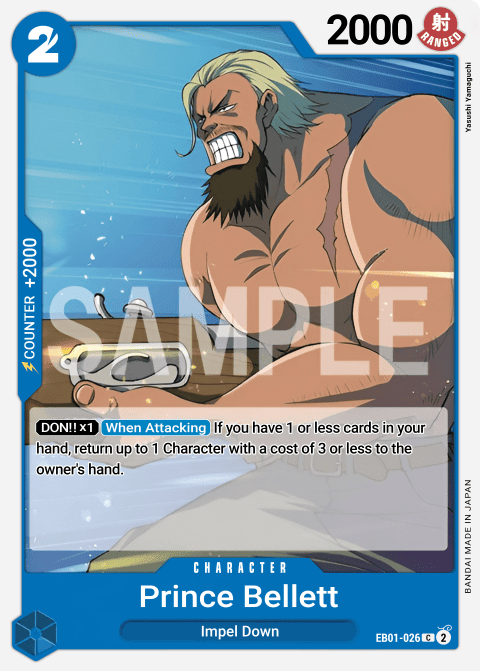 2
2000
射
RANGED
Yasushi Yamaguchi
COUNTER +2000
SAMPLE
DON!! x1 When Attacking If you have 1 or less cards in your
hand, return up to 1 Character with a cost of 3 or less to the
owner's hand.
BANDAI MADE IN JAPAN
CHARACTER
Prince Bellett
Impel Down
EB01-026 C 2